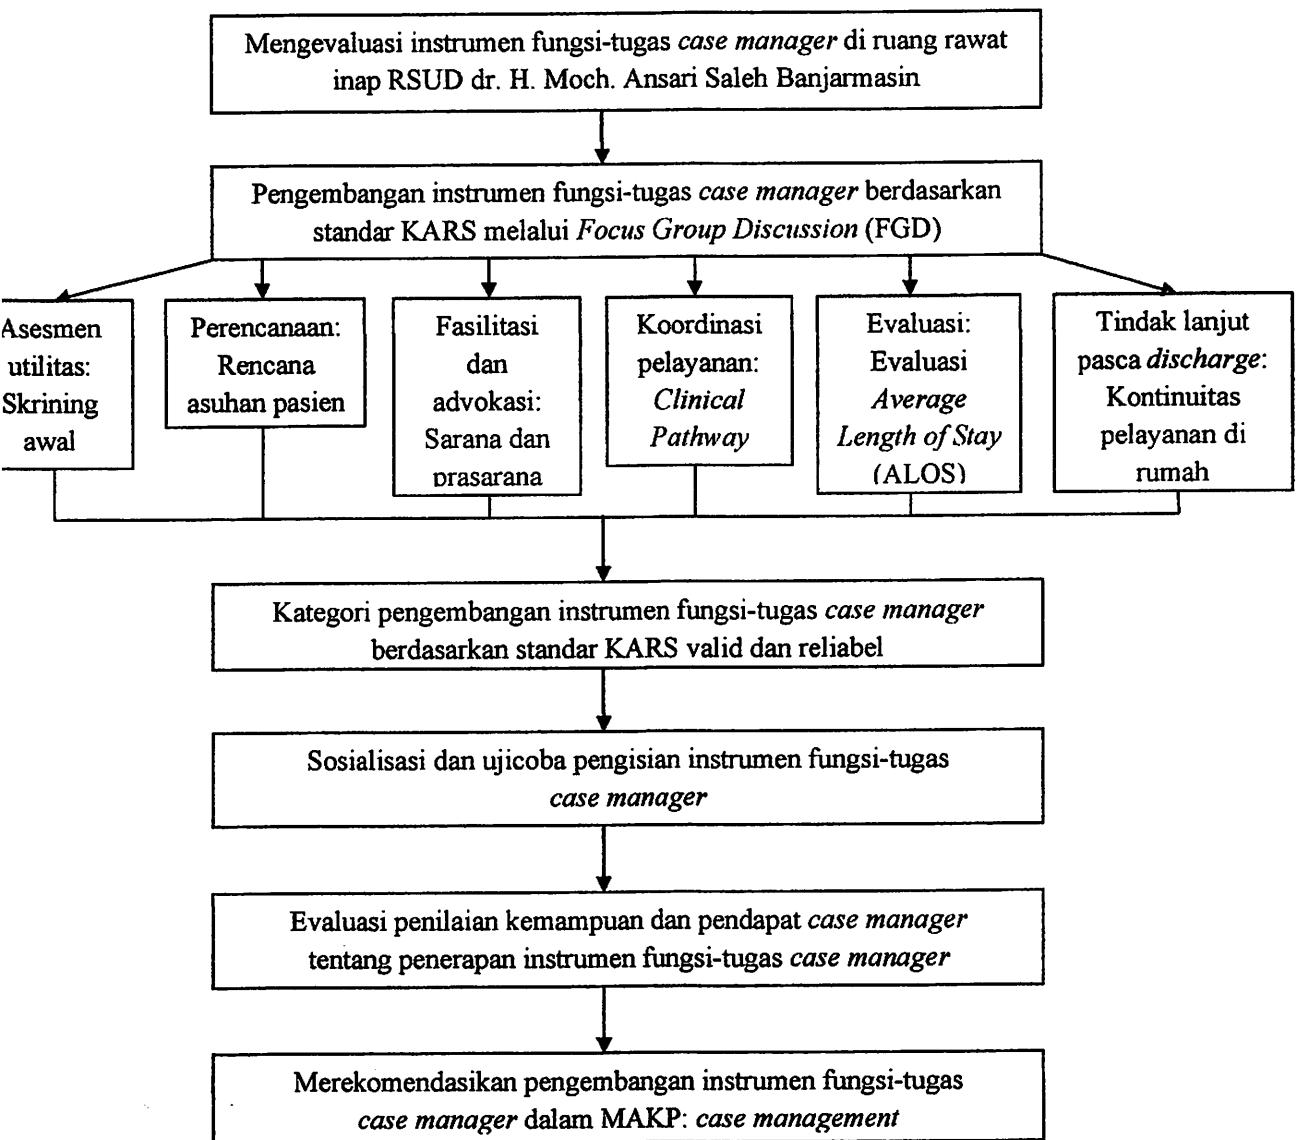 Mengevaluasi instrumen fungsi-tugas case manager di ruang rawat
inap RSUD dr. H. Moch. Ansari Saleh Banjarmasin
Pengembangan instrumen fungsi-tugas case manager berdasarkan
standar KARS melalui Focus Group Discussion (FGD)
Asesmen
utilitas:
Skrining
awal
Perencanaan:
Rencana
asuhan pasien
Fasilitasi
dan
advokasi:
Sarana dan
prasarana
Koordinasi
pelayanan:
Clinical
Pathway
Evaluasi:
Evaluasi
Average
Length of Stay
(ALOS)
Tindak lanjut
pasca discharge:
Kontinuitas
pelayanan di
rumah
Kategori pengembangan instrumen fungsi-tugas case manager
berdasarkan standar KARS valid dan reliabel
Sosialisasi dan ujicoba pengisian instrumen fungsi-tugas
case manager
Evaluasi penilaian kemampuan dan pendapat case manager
tentang penerapan instrumen fungsi-tugas case manager
Merekomendasikan pengembangan instrumen fungsi-tugas
case manager dalam MAKP: case management